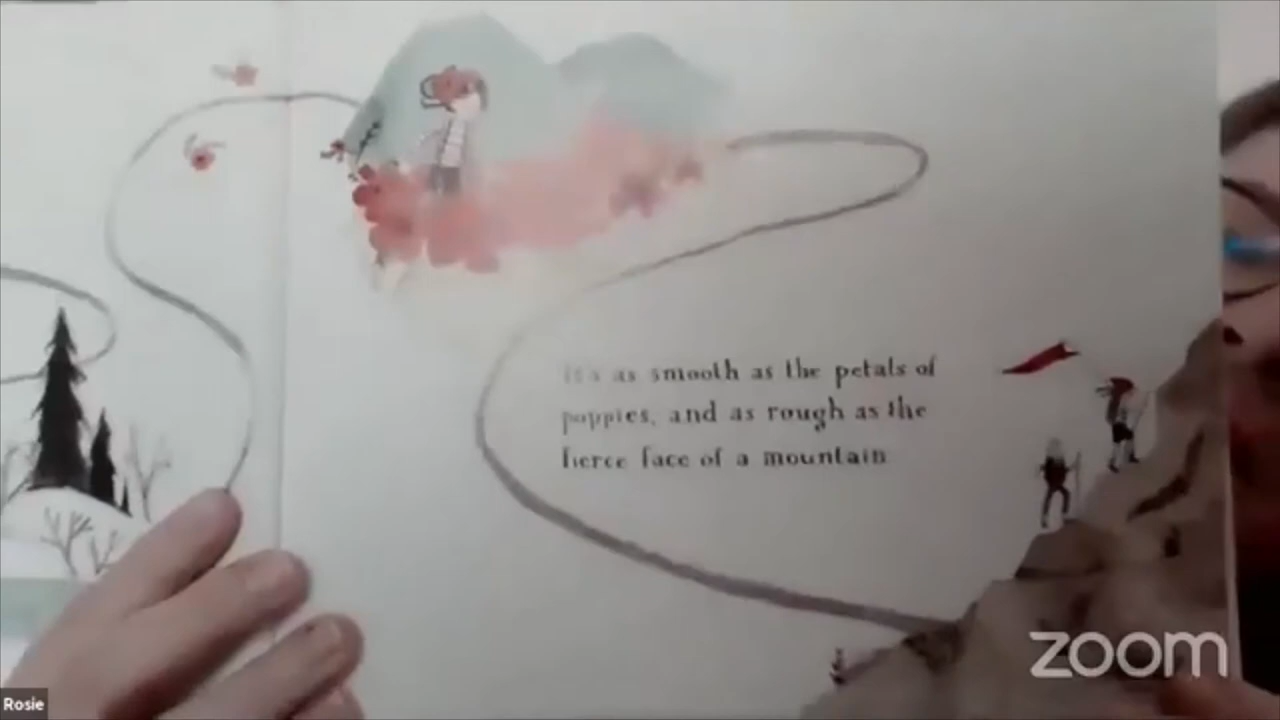 It's as smooth as the petals of
poppies, and as rough as the
fierce face of a mountain
zoom
Rosie